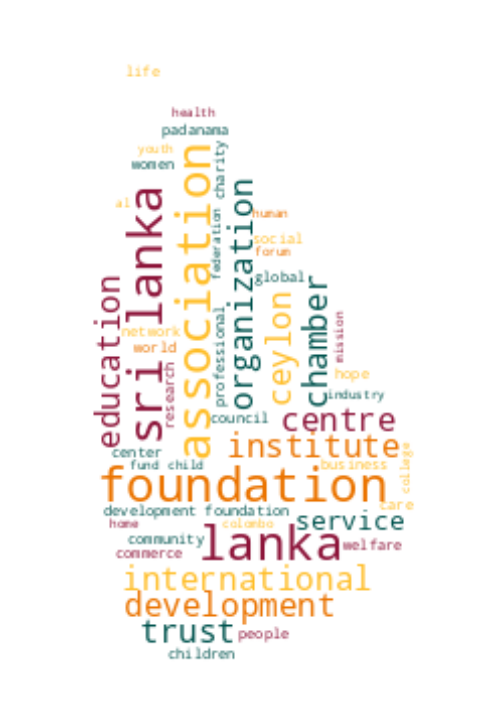 life
health
padanama
youth
women
charity
association
sri lanka
al
organization
human
federation
social
forum
global
education
chamber
ceylon
professional
mission
network
world
research
hope
industry
council
centre
institute
center
fund
child
business
college
foundation
care
development foundation
home
colombo
service
community
lanka
welfare
commerce
international
development
trust
people
children